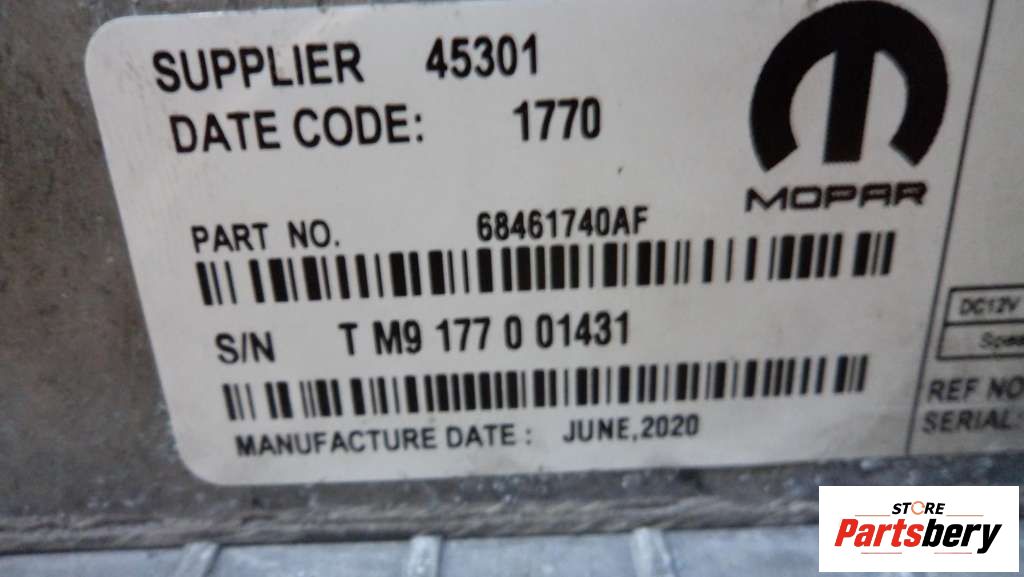 SUPPLIER 45301
DATE CODE: 1770
MOPAR
PART NO. 68461740AF
S/N T M9 177 0 01431
MANUFACTURE DATE: JUNE,2020
DC12V
REF NO
SERIAL:
STORE
Partsbery